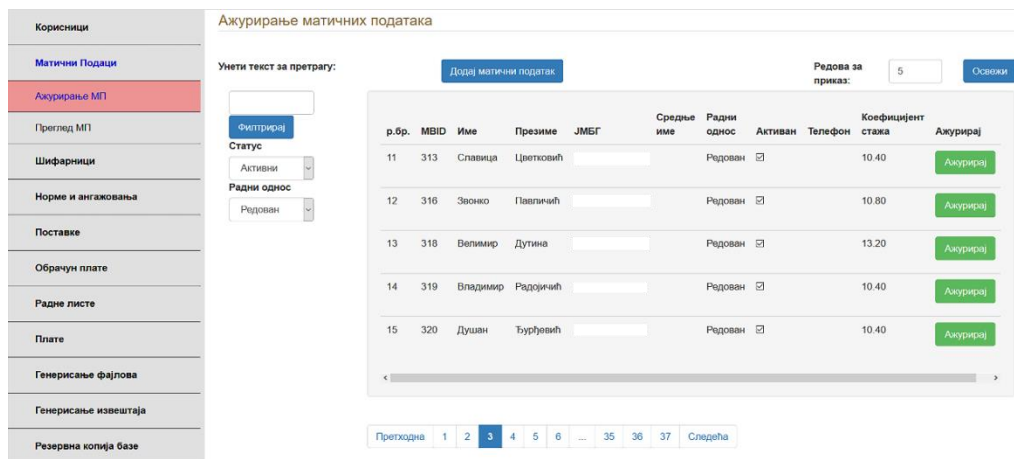 Корисници
Матични Подаци
Ажурирање МП
Преглед МП
Шифарници
Норме и ангажовања
Поставке
Обрачун плате
Радне листе
Плате
Генерисање фајлова
Генерисање извештаја
Резервна копија базе
Ажурирање матичних података
Унети текст за претрагу:
Филтрирај
Статус
Активни
Радни однос
Редован
Додај матични податак
Редова за
приказ:
5
Освежи
р.бр. MBID Име Презиме ЈМБГ Средње име Радни однос Активан Телефон Коефицијент стажа Ажурирај
11 313 Славица Цветковић Редован ☑ 10.40 Ажурирај
12 316 Звонко Павличић Редован ☑ 10.80 Ажурирај
13 318 Велимир Дутина Редован ☑ 13.20 Ажурирај
14 319 Владимир Радојичић Редован ☑ 10.40 Ажурирај
15 320 Душан Ђурђевић Редован ☑ 10.40 Ажурирај
Претходна 1 2 3 4 5 6 ... 35 36 37 Следећа